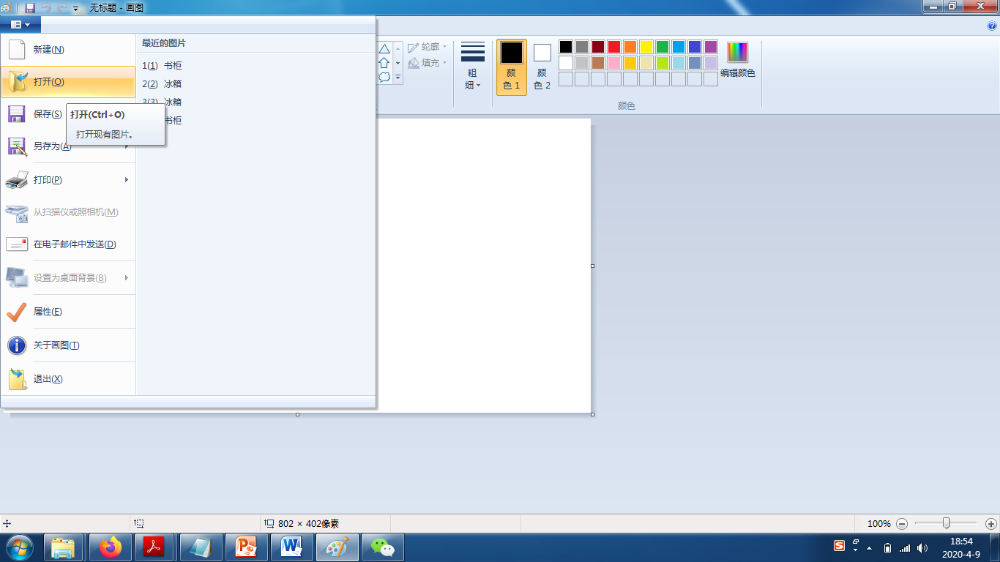 无标题 - 画图
新建(N)
打开(O)
保存(S)
另存为(A)
打印(P)
从扫描仪或照相机(M)
在电子邮件中发送(D)
设置为桌面背景(B)
属性(E)
关于画图(T)
退出(X)
打开(Ctrl+O)
打开现有图片。
最近的图片
1(1) 书柜
2(2) 冰箱
3(3) 冰箱
书柜
轮廓
填充
粗
细
颜
色 1
颜
色 2
编辑颜色
颜色
802 × 402像素
100%
18:54
2020-4-9